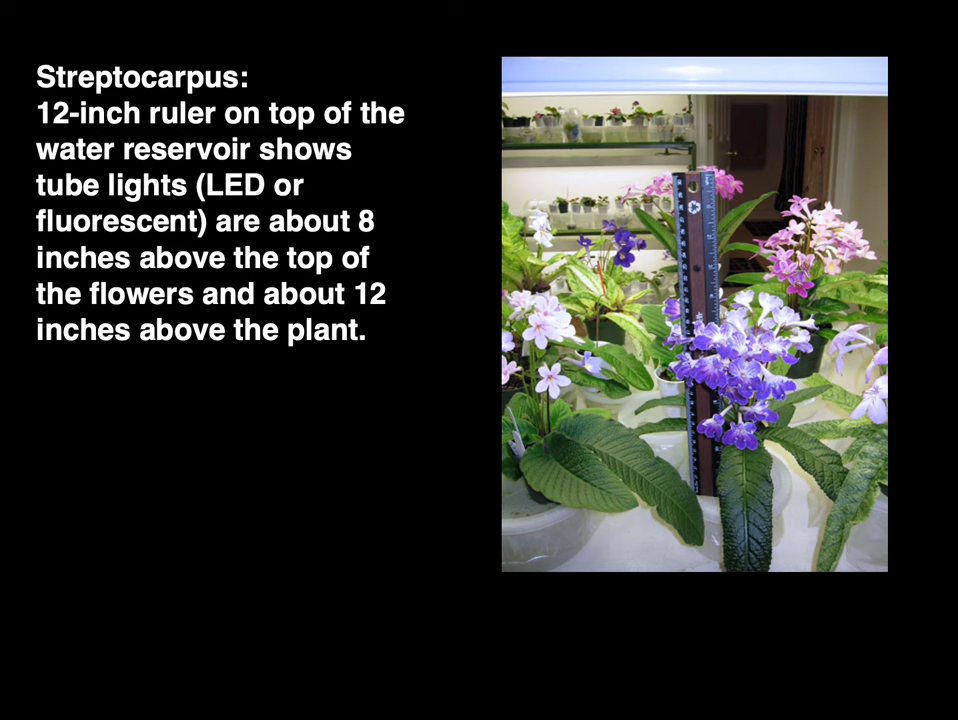 Streptocarpus:
12-inch ruler on top of the
water reservoir shows
tube lights (LED or
fluorescent) are about 8
inches above the top of
the flowers and about 12
inches above the plant.